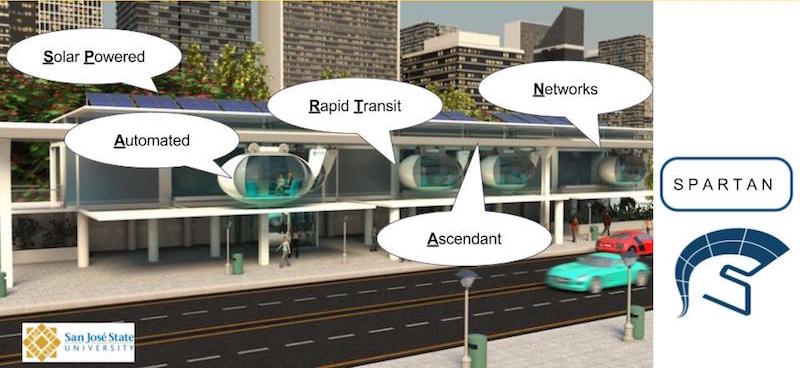 Solar Powered
Automated
Rapid Transit
Ascendant
Networks
SPARTAN
San José State
UNIVERSITY